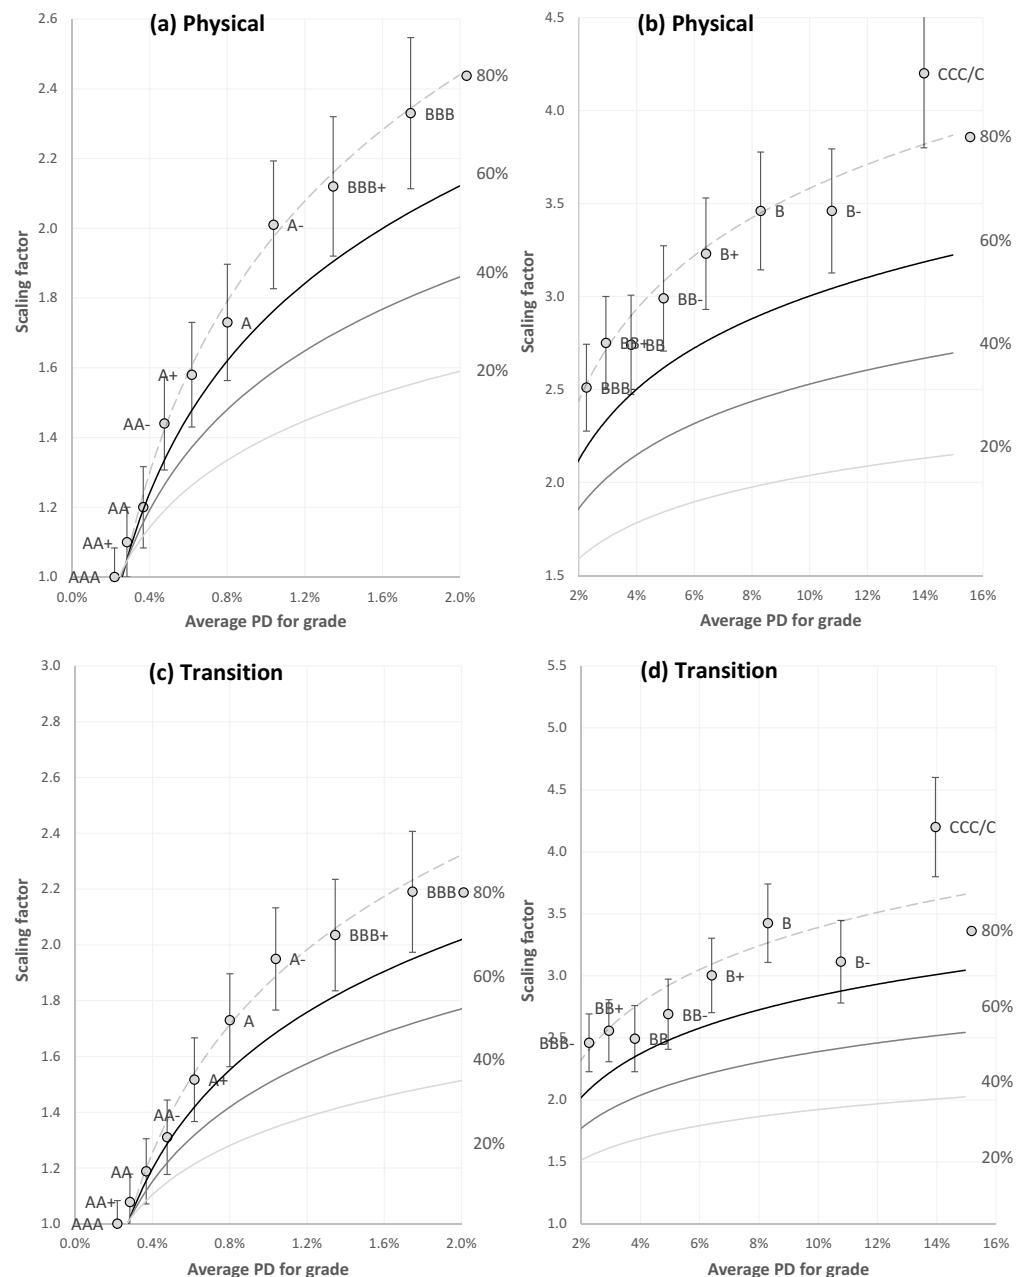 (a) Physical
2.6
2.4
2.2
2.0
1.8
1.6
1.4
1.2
1.0
Scaling factor
80%
BBB
60%
BBB+
A-
40%
A
20%
A+
AA-
AA
AA+
AAA
0.0% 0.4% 0.8% 1.2% 1.6% 2.0%
Average PD for grade
(b) Physical
4.5
4.0
3.5
3.0
2.5
2.0
1.5
Scaling factor
CCC/C
80%
B B-
60%
B+
BB-
BB+ BB
40%
BBB-
20%
2% 4% 6% 8% 10% 12% 14% 16%
Average PD for grade
(c) Transition
3.0
2.8
2.6
2.4
2.2
2.0
1.8
1.6
1.4
1.2
1.0
Scaling factor
BBB 80%
BBB+
A-
60%
A
40%
A+
AA-
20%
AA
AA+
AAA
0.0% 0.4% 0.8% 1.2% 1.6% 2.0%
Average PD for grade
(d) Transition
5.5
5.0
4.5
4.0
3.5
3.0
2.5
2.0
1.5
1.0
Scaling factor
CCC/C
B
80%
B-
B+
60%
BB+ BB-
BBB- BB
40%
20%
2% 4% 6% 8% 10% 12% 14% 16%
Average PD for grade